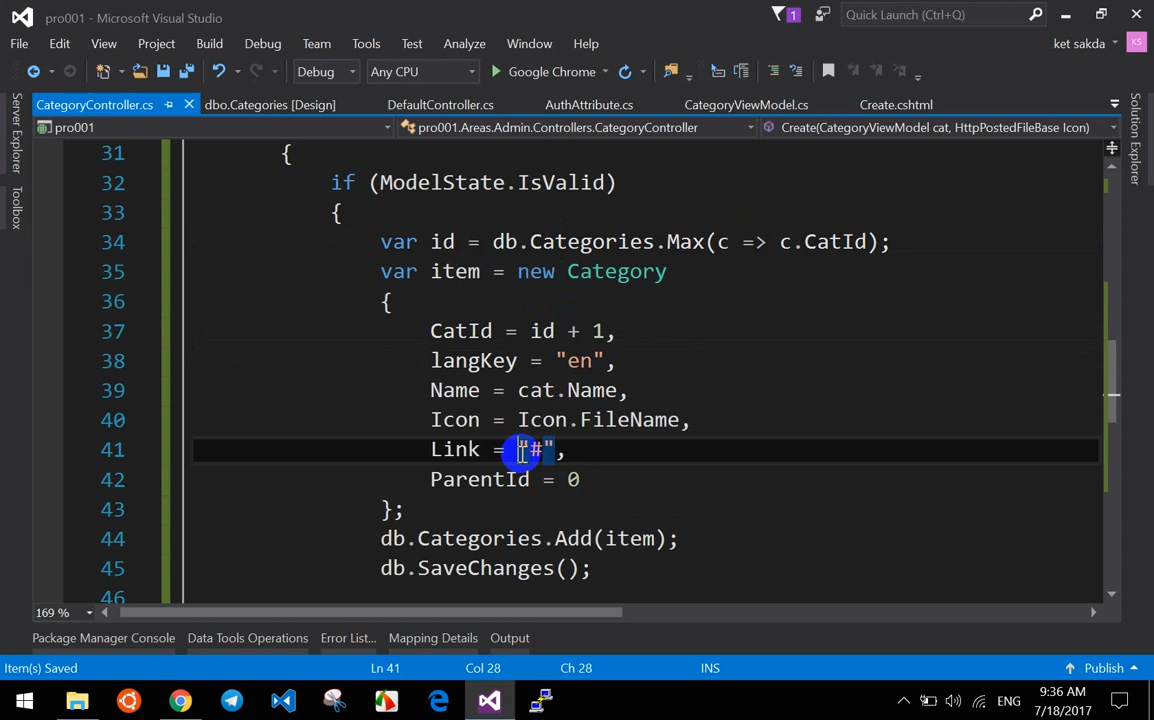 pro001 - Microsoft Visual Studio
1
Quick Launch (Ctrl+Q)
File Edit View Project Build Debug Team Tools Test Analyze Window Help
ket sakda
KS
Debug Any CPU Google Chrome
CategoryController.cs dbo.Categories [Design] DefaultController.cs AuthAttribute.cs CategoryViewModel.cs Create.cshtml
pro001 pro001.Areas.Admin.Controllers.CategoryController Create(CategoryViewModel cat, HttpPostedFileBase Icon)
Server Explorer
Toolbox
Solution Explorer
31 {
32 if (ModelState.IsValid)
33 {
34 var id = db.Categories.Max(c => c.CatId);
35 var item = new Category
36 {
37 CatId = id + 1,
38 langKey = "en",
39 Name = cat.Name,
40 Icon = Icon.FileName,
41 Link = "#",
42 ParentId = 0
43 };
44 db.Categories.Add(item);
45 db.SaveChanges();
46
169 %
Package Manager Console Data Tools Operations Error List... Mapping Details Output
Item(s) Saved Ln 41 Col 28 Ch 28 INS Publish
ENG
9:36 AM
7/18/2017